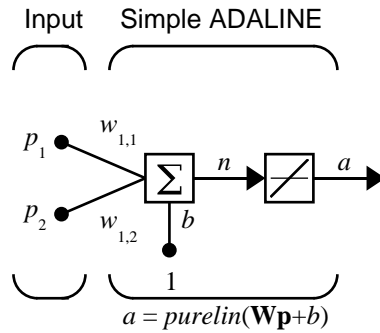 Input Simple ADALINE
p1 w1,1
Σ n a
p2 w1,2 b
1
a = purelin(Wp+b)